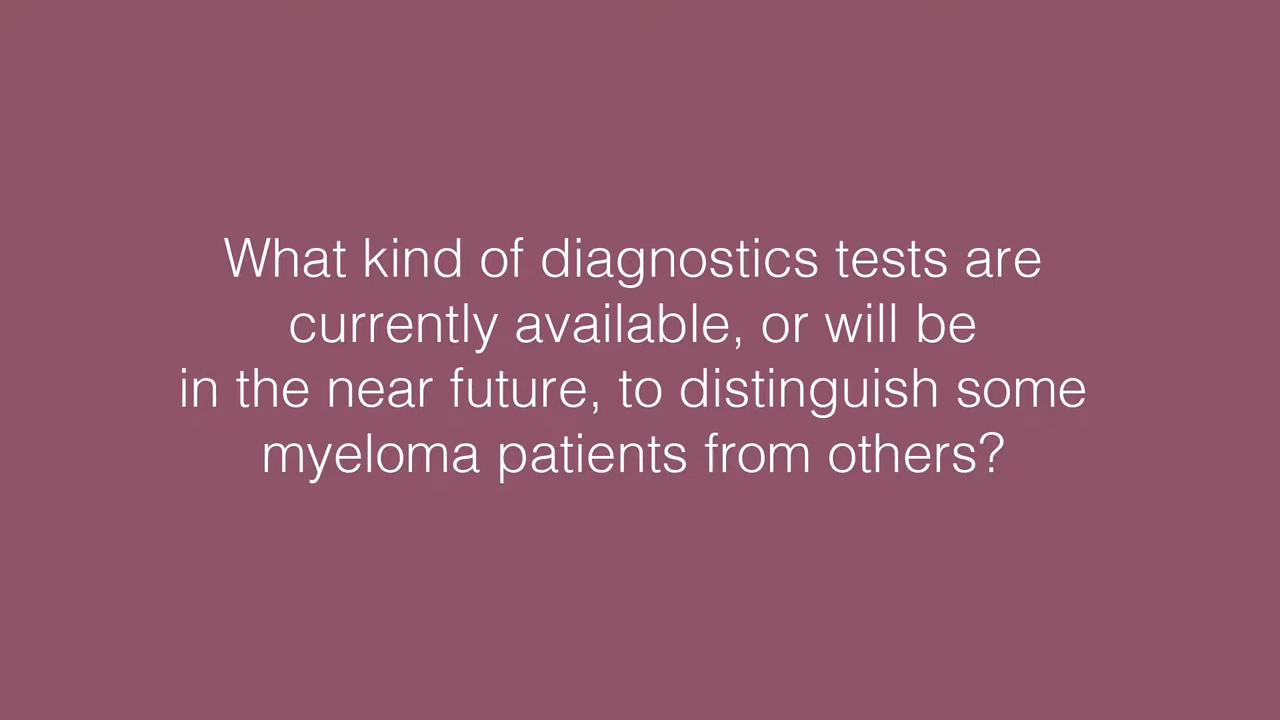 What kind of diagnostics tests are
currently available, or will be
in the near future, to distinguish some
myeloma patients from others?